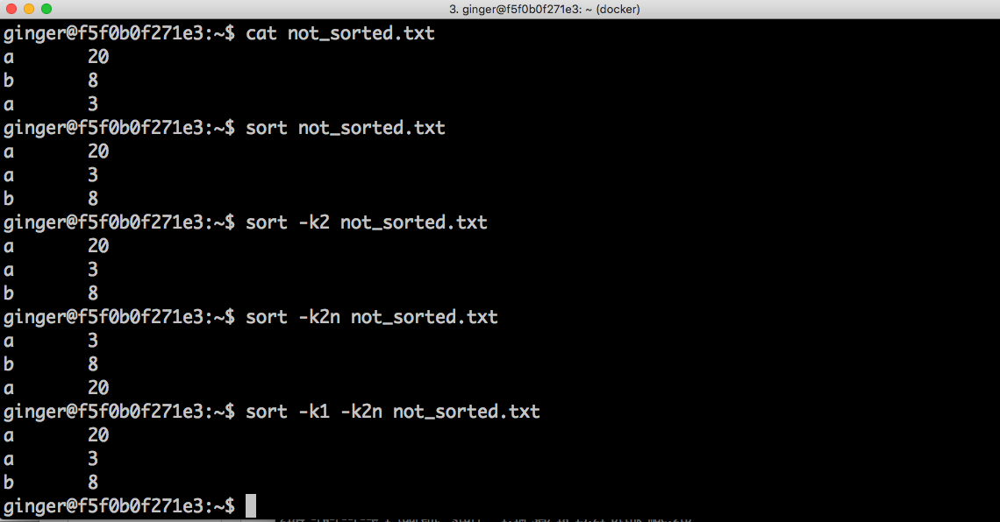 3. ginger@f5f0b0f271e3: ~ (docker)
ginger@f5f0b0f271e3:~$ cat not_sorted.txt
a       20
b       8
a       3
ginger@f5f0b0f271e3:~$ sort not_sorted.txt
a       20
a       3
b       8
ginger@f5f0b0f271e3:~$ sort -k2 not_sorted.txt
a       20
a       3
b       8
ginger@f5f0b0f271e3:~$ sort -k2n not_sorted.txt
a       3
b       8
a       20
ginger@f5f0b0f271e3:~$ sort -k1 -k2n not_sorted.txt
a       20
a       3
b       8
ginger@f5f0b0f271e3:~$